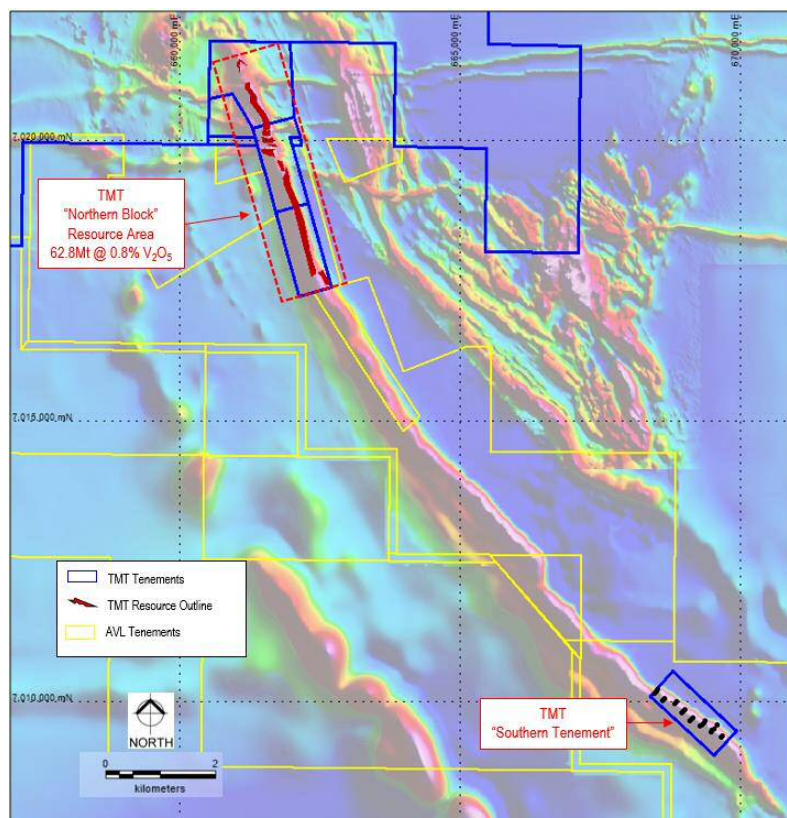 660,000 mE
665,000 mE
670,000 mE
7,020,000 mN
TMT
“Northern Block”
Resource Area
62.8Mt @ 0.8% V₂O₅
7,015,000 mN
TMT Tenements
TMT Resource Outline
AVL Tenements
7,010,000 mN
TMT
“Southern Tenement”
NORTH
0 2
kilometers